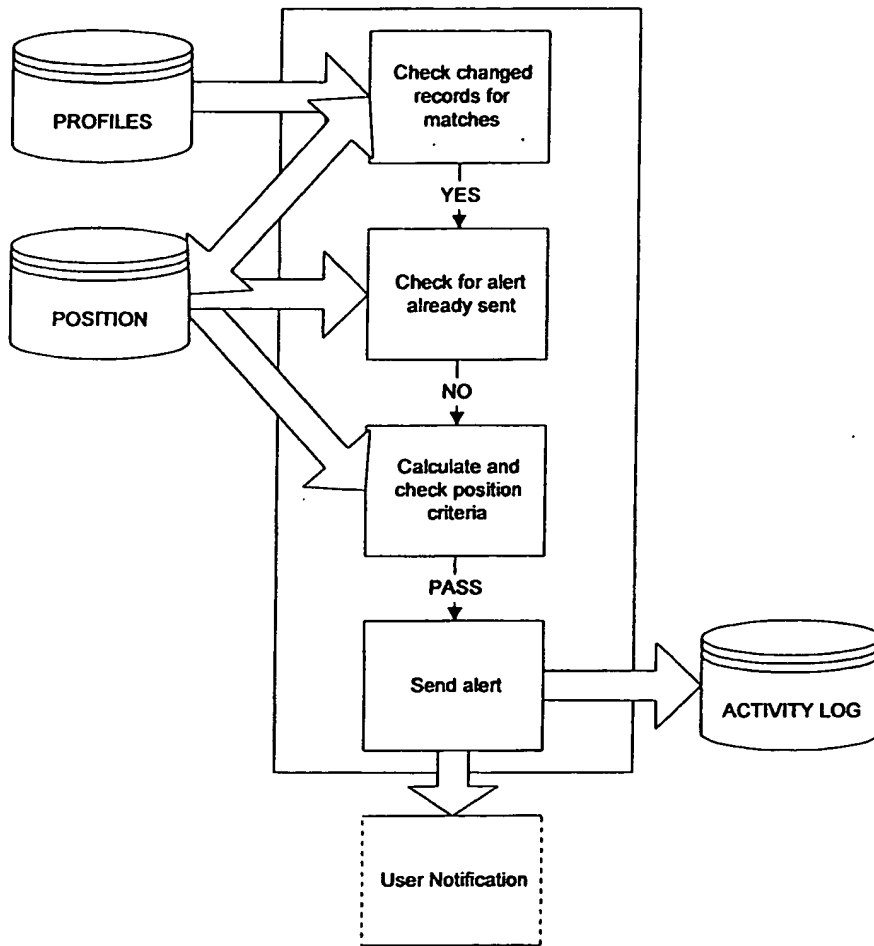 PROFILES
Check changed
records for
matches
YES
POSITION
Check for alert
already sent
NO
Calculate and
check position
criteria
PASS
Send alert
ACTIVITY LOG
User Notification